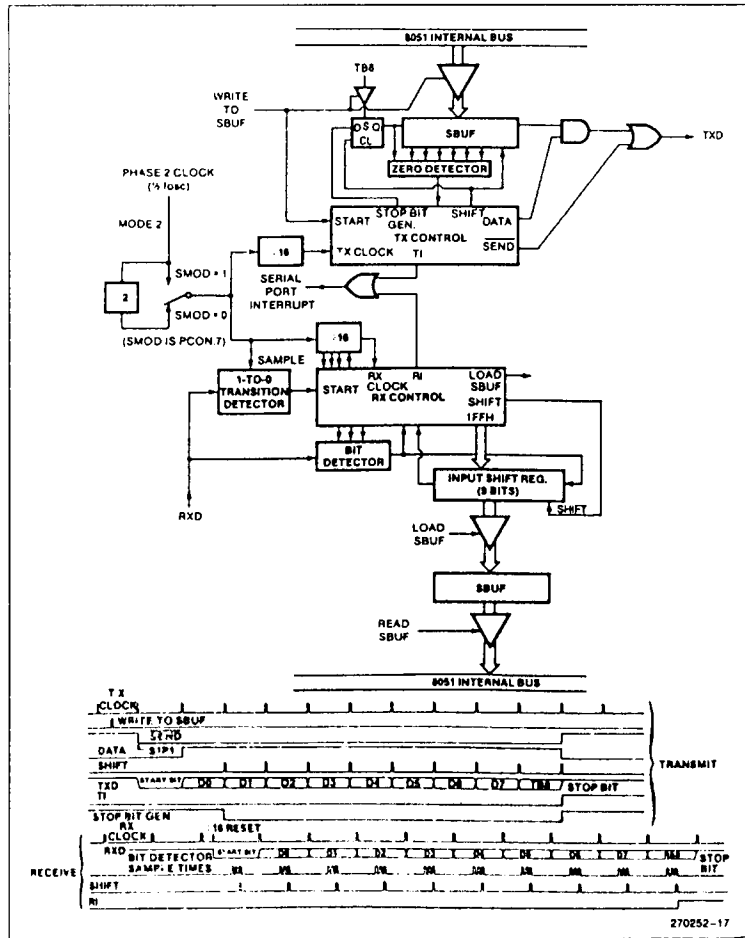 8051 INTERNAL BUS
TB8
WRITE
TO
SBUF
D S Q
CL
SBUF
TXD
ZERO DETECTOR
PHASE 2 CLOCK
(½ fosc)
MODE 2
START
STOP BIT
GEN.
SHIFT
DATA
TX CONTROL
TX CLOCK
TI
SEND
÷16
SMOD = 1
2
SMOD = 0
(SMOD IS PCON.7)
SERIAL
PORT
INTERRUPT
÷16
SAMPLE
1-TO-0
TRANSITION
DETECTOR
START
RX
CLOCK
RI
RX CONTROL
LOAD
SBUF
SHIFT
1FFH
BIT
DETECTOR
INPUT SHIFT REG.
(9 BITS)
SHIFT
RXD
LOAD
SBUF
SBUF
READ
SBUF
8051 INTERNAL BUS
TX
CLOCK
WRITE TO SBUF
SEND
DATA
S1P1
SHIFT
TXD
START BIT
D0
D1
D2
D3
D4
D5
D6
D7
TB8
STOP BIT
TI
STOP BIT GEN
TRANSMIT
RX
CLOCK
16 RESET
RXD
START BIT
D0
D1
D2
D3
D4
D5
D6
D7
RB8
STOP
BIT
BIT DETECTOR
SAMPLE TIMES
RECEIVE
SHIFT
RI
270252-17